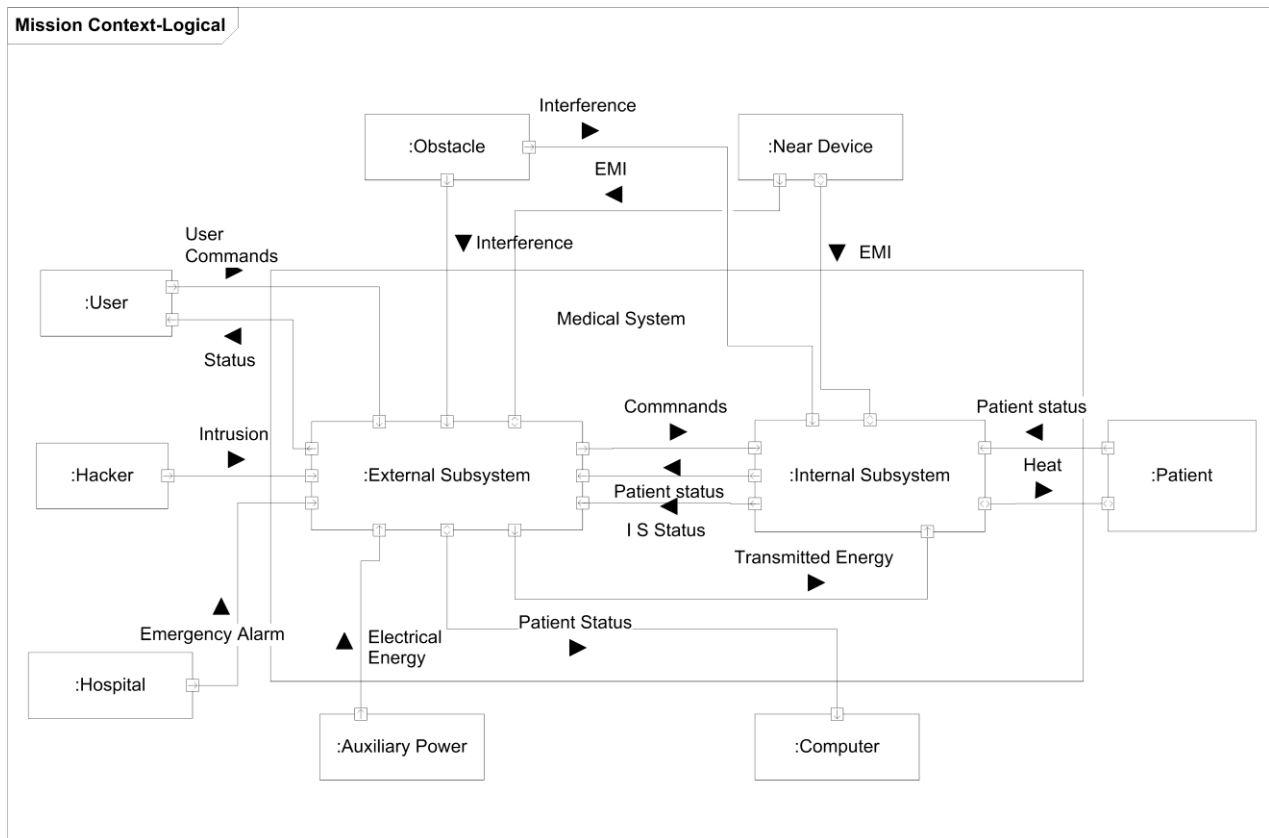 Mission Context-Logical
Interference
:Obstacle
:Near Device
EMI
User
Commands
Interference
EMI
:User
Medical System
Status
Commnands
Patient status
Intrusion
Heat
:Hacker
:External Subsystem
:Internal Subsystem
:Patient
Patient status
I S Status
Transmitted Energy
Emergency Alarm
Electrical
Energy
Patient Status
:Hospital
:Auxiliary Power
:Computer